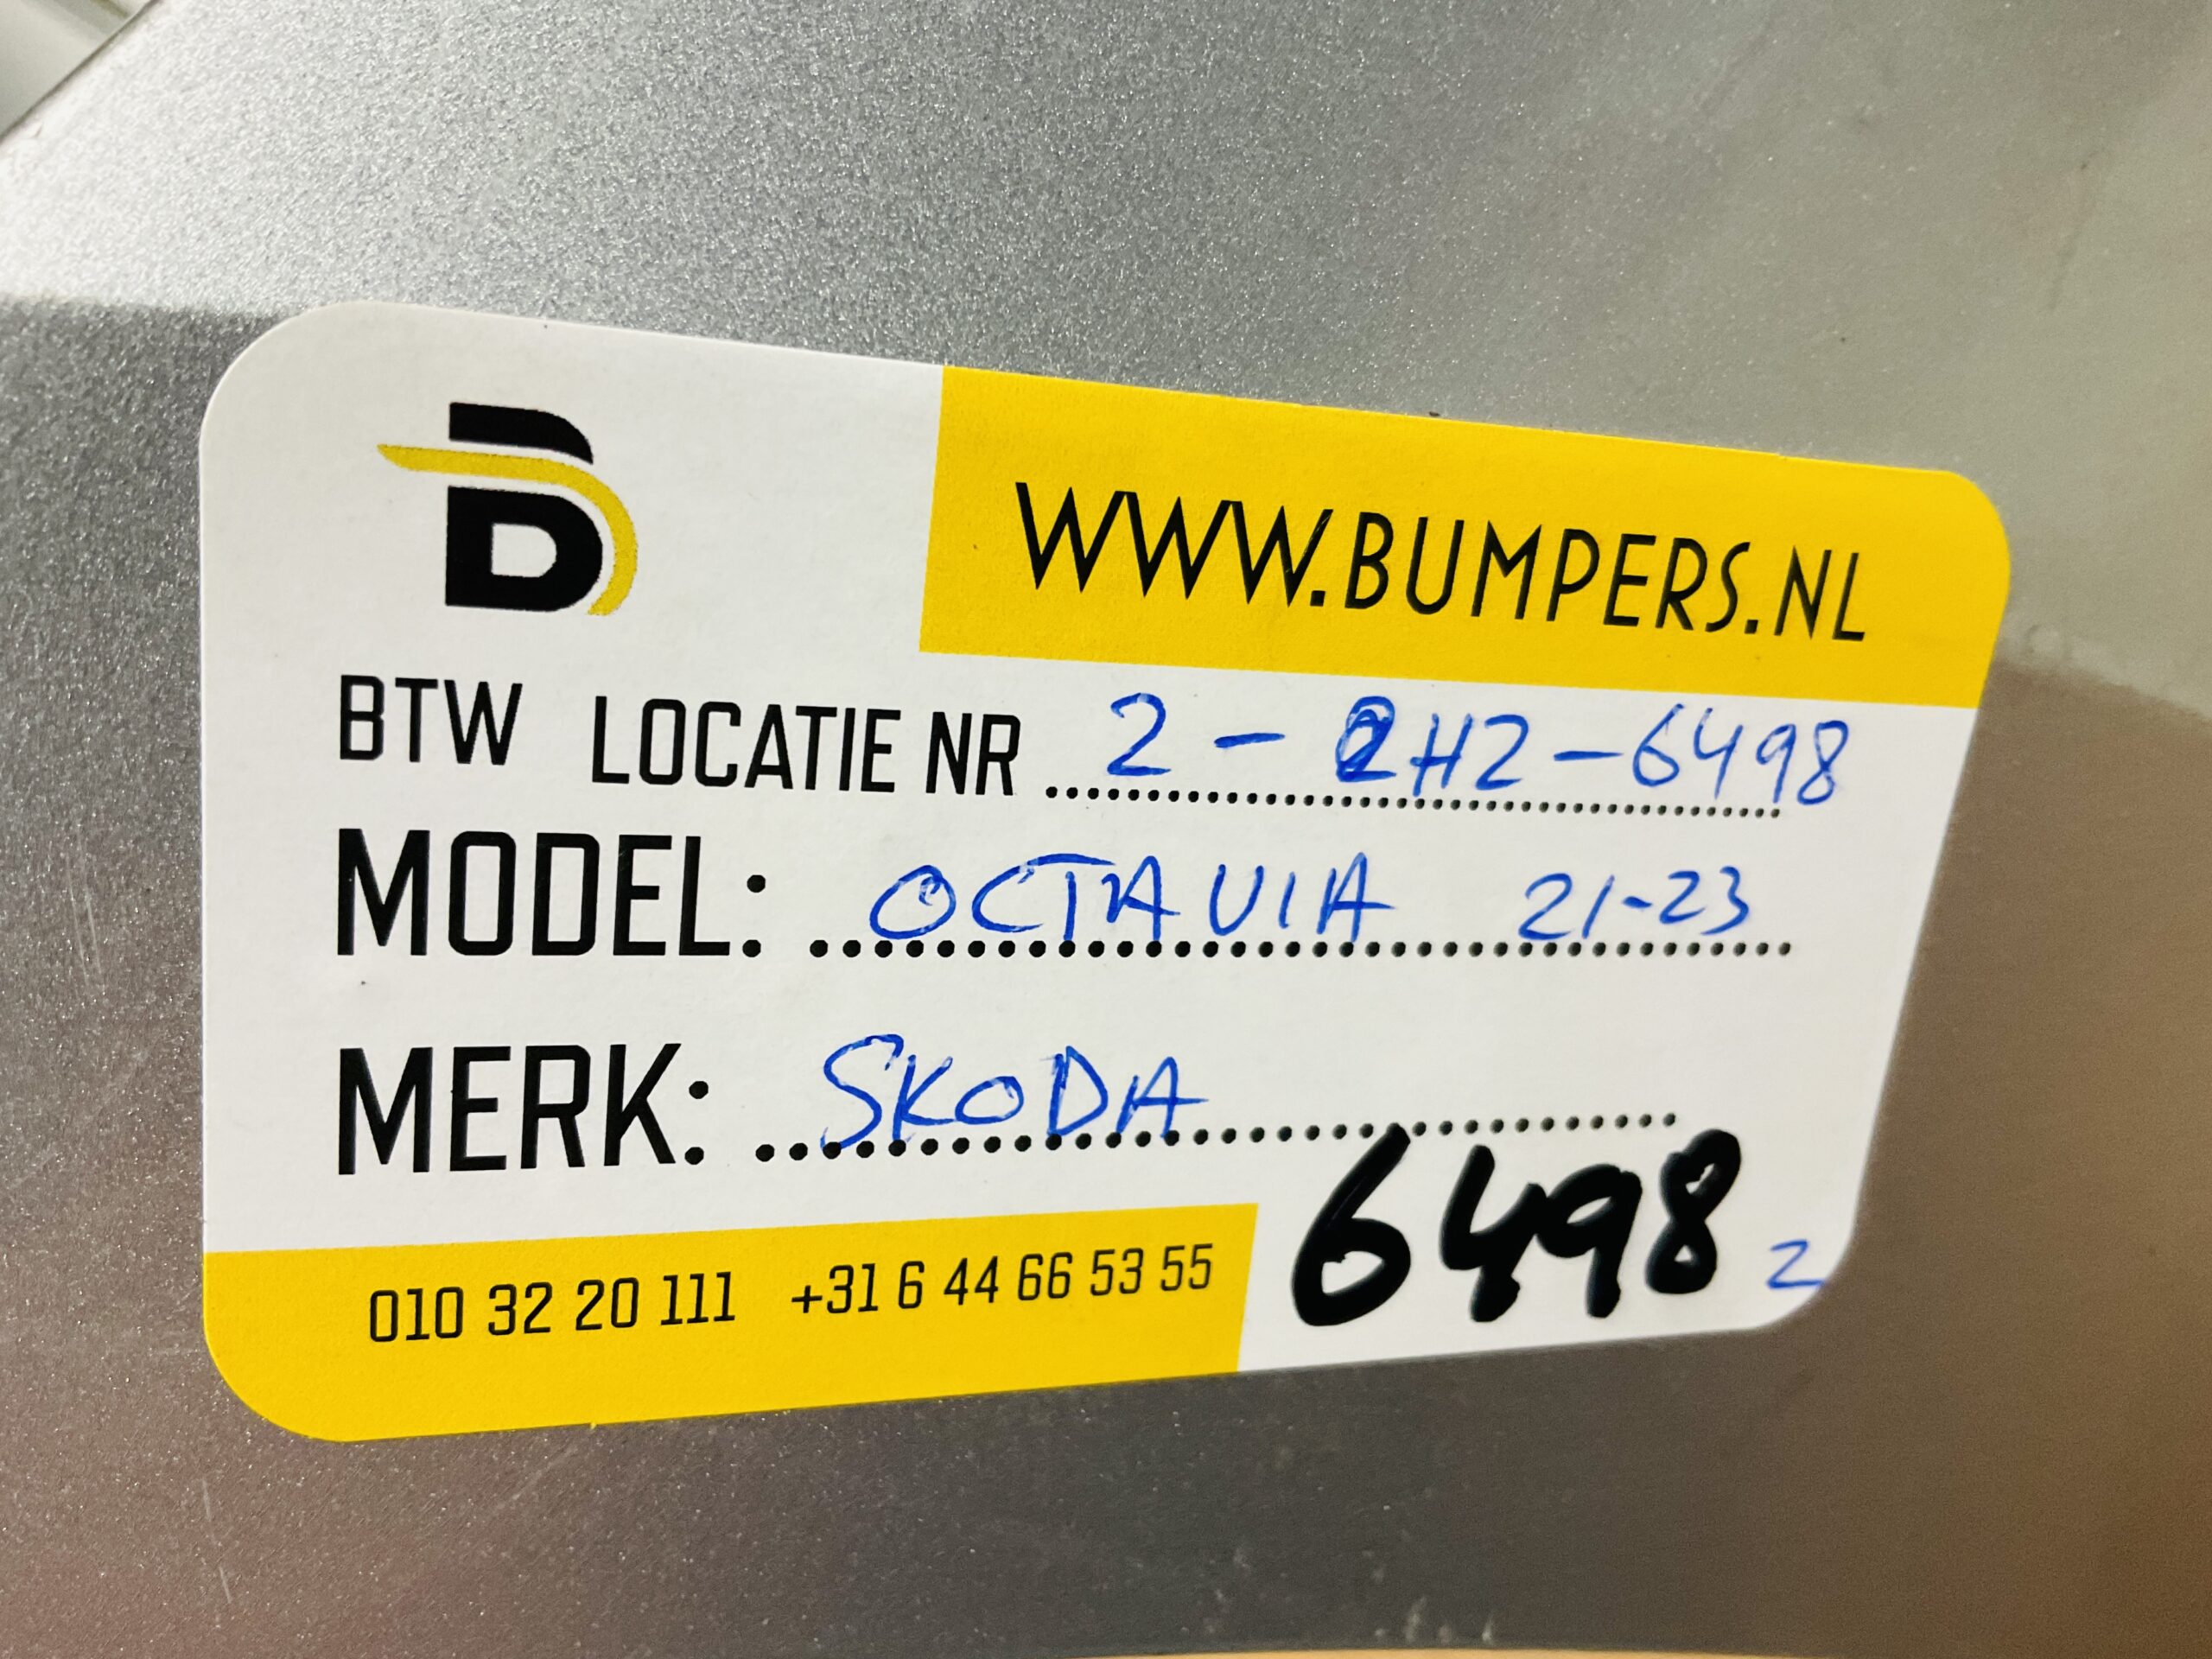 B
WWW.BUMPERS.NL
BTW LOCATIE NR 2 - 2H2 - 6498
MODEL: OCTAVIA 21-23
MERK: SKODA
6498 2
010 32 20 111 +31 6 44 66 53 55